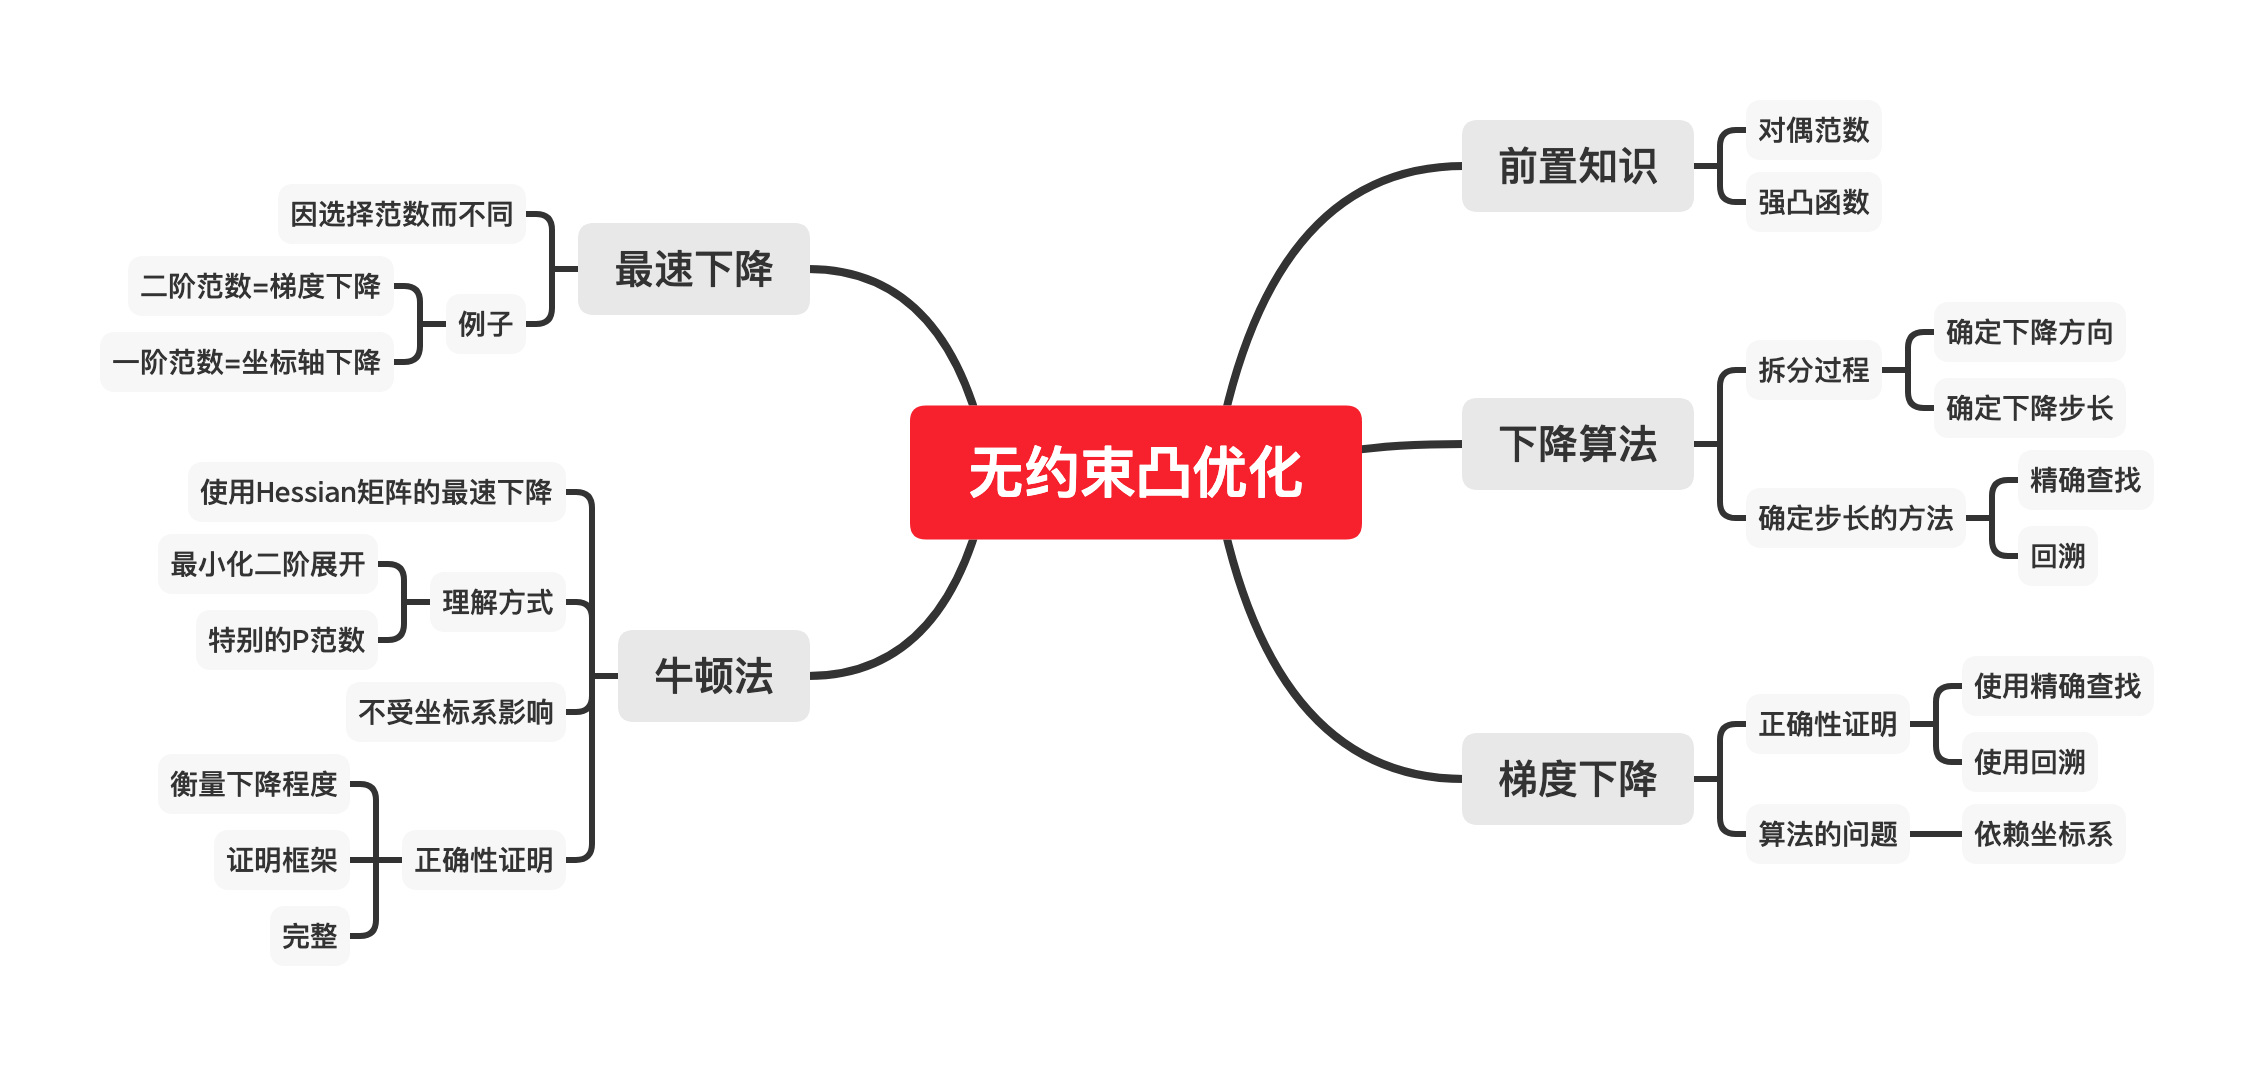 无约束凸优化
前置知识
对偶范数
强凸函数
下降算法
拆分过程
确定下降方向
确定下降步长
确定步长的方法
精确查找
回溯
梯度下降
正确性证明
使用精确查找
使用回溯
算法的问题
依赖坐标系
最速下降
因选择范数而不同
例子
二阶范数=梯度下降
一阶范数=坐标轴下降
牛顿法
使用Hessian矩阵的最速下降
理解方式
最小化二阶展开
特别的P范数
不受坐标系影响
正确性证明
衡量下降程度
证明框架
完整